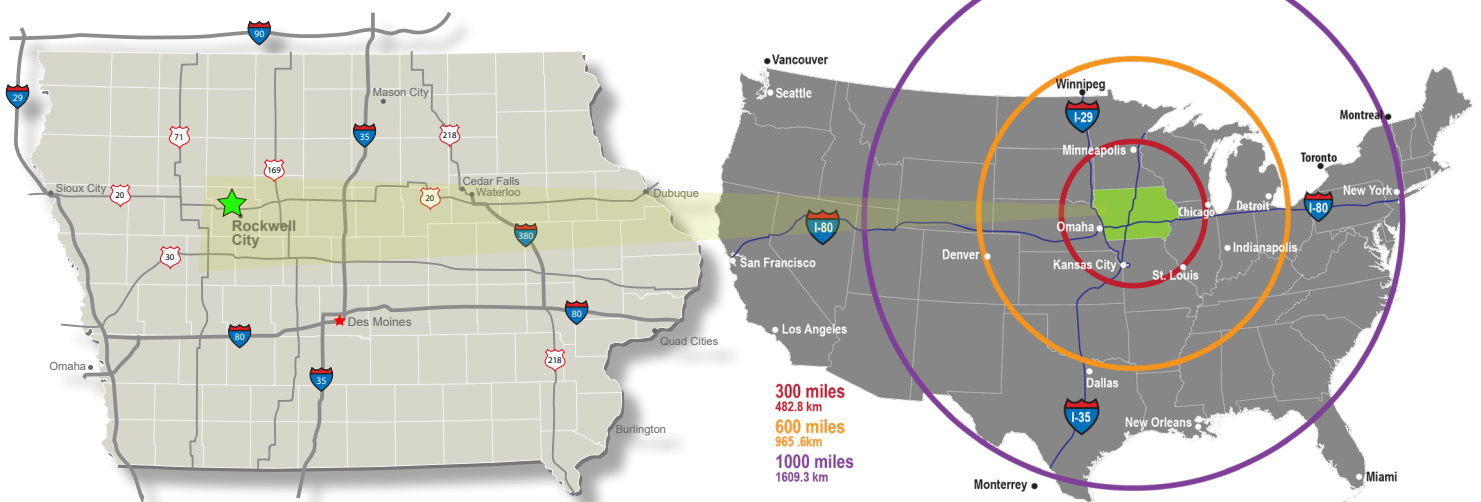 90
29
Mason City
71
35
218
169
Sioux City
20
Cedar Falls
Waterloo
20
Dubuque
Rockwell
City
380
30
80
Des Moines
80
Quad Cities
Omaha
218
35
Burlington
Vancouver
Seattle
Winnipeg
I-29
Montreal
Minneapolis
Toronto
New York
Chicago
Detroit
I-80
I-80
Omaha
Indianapolis
Denver
Kansas City
St. Louis
San Francisco
Los Angeles
Dallas
300 miles
482.8 km
600 miles
965 .6km
1000 miles
1609.3 km
I-35
New Orleans
Miami
Monterrey